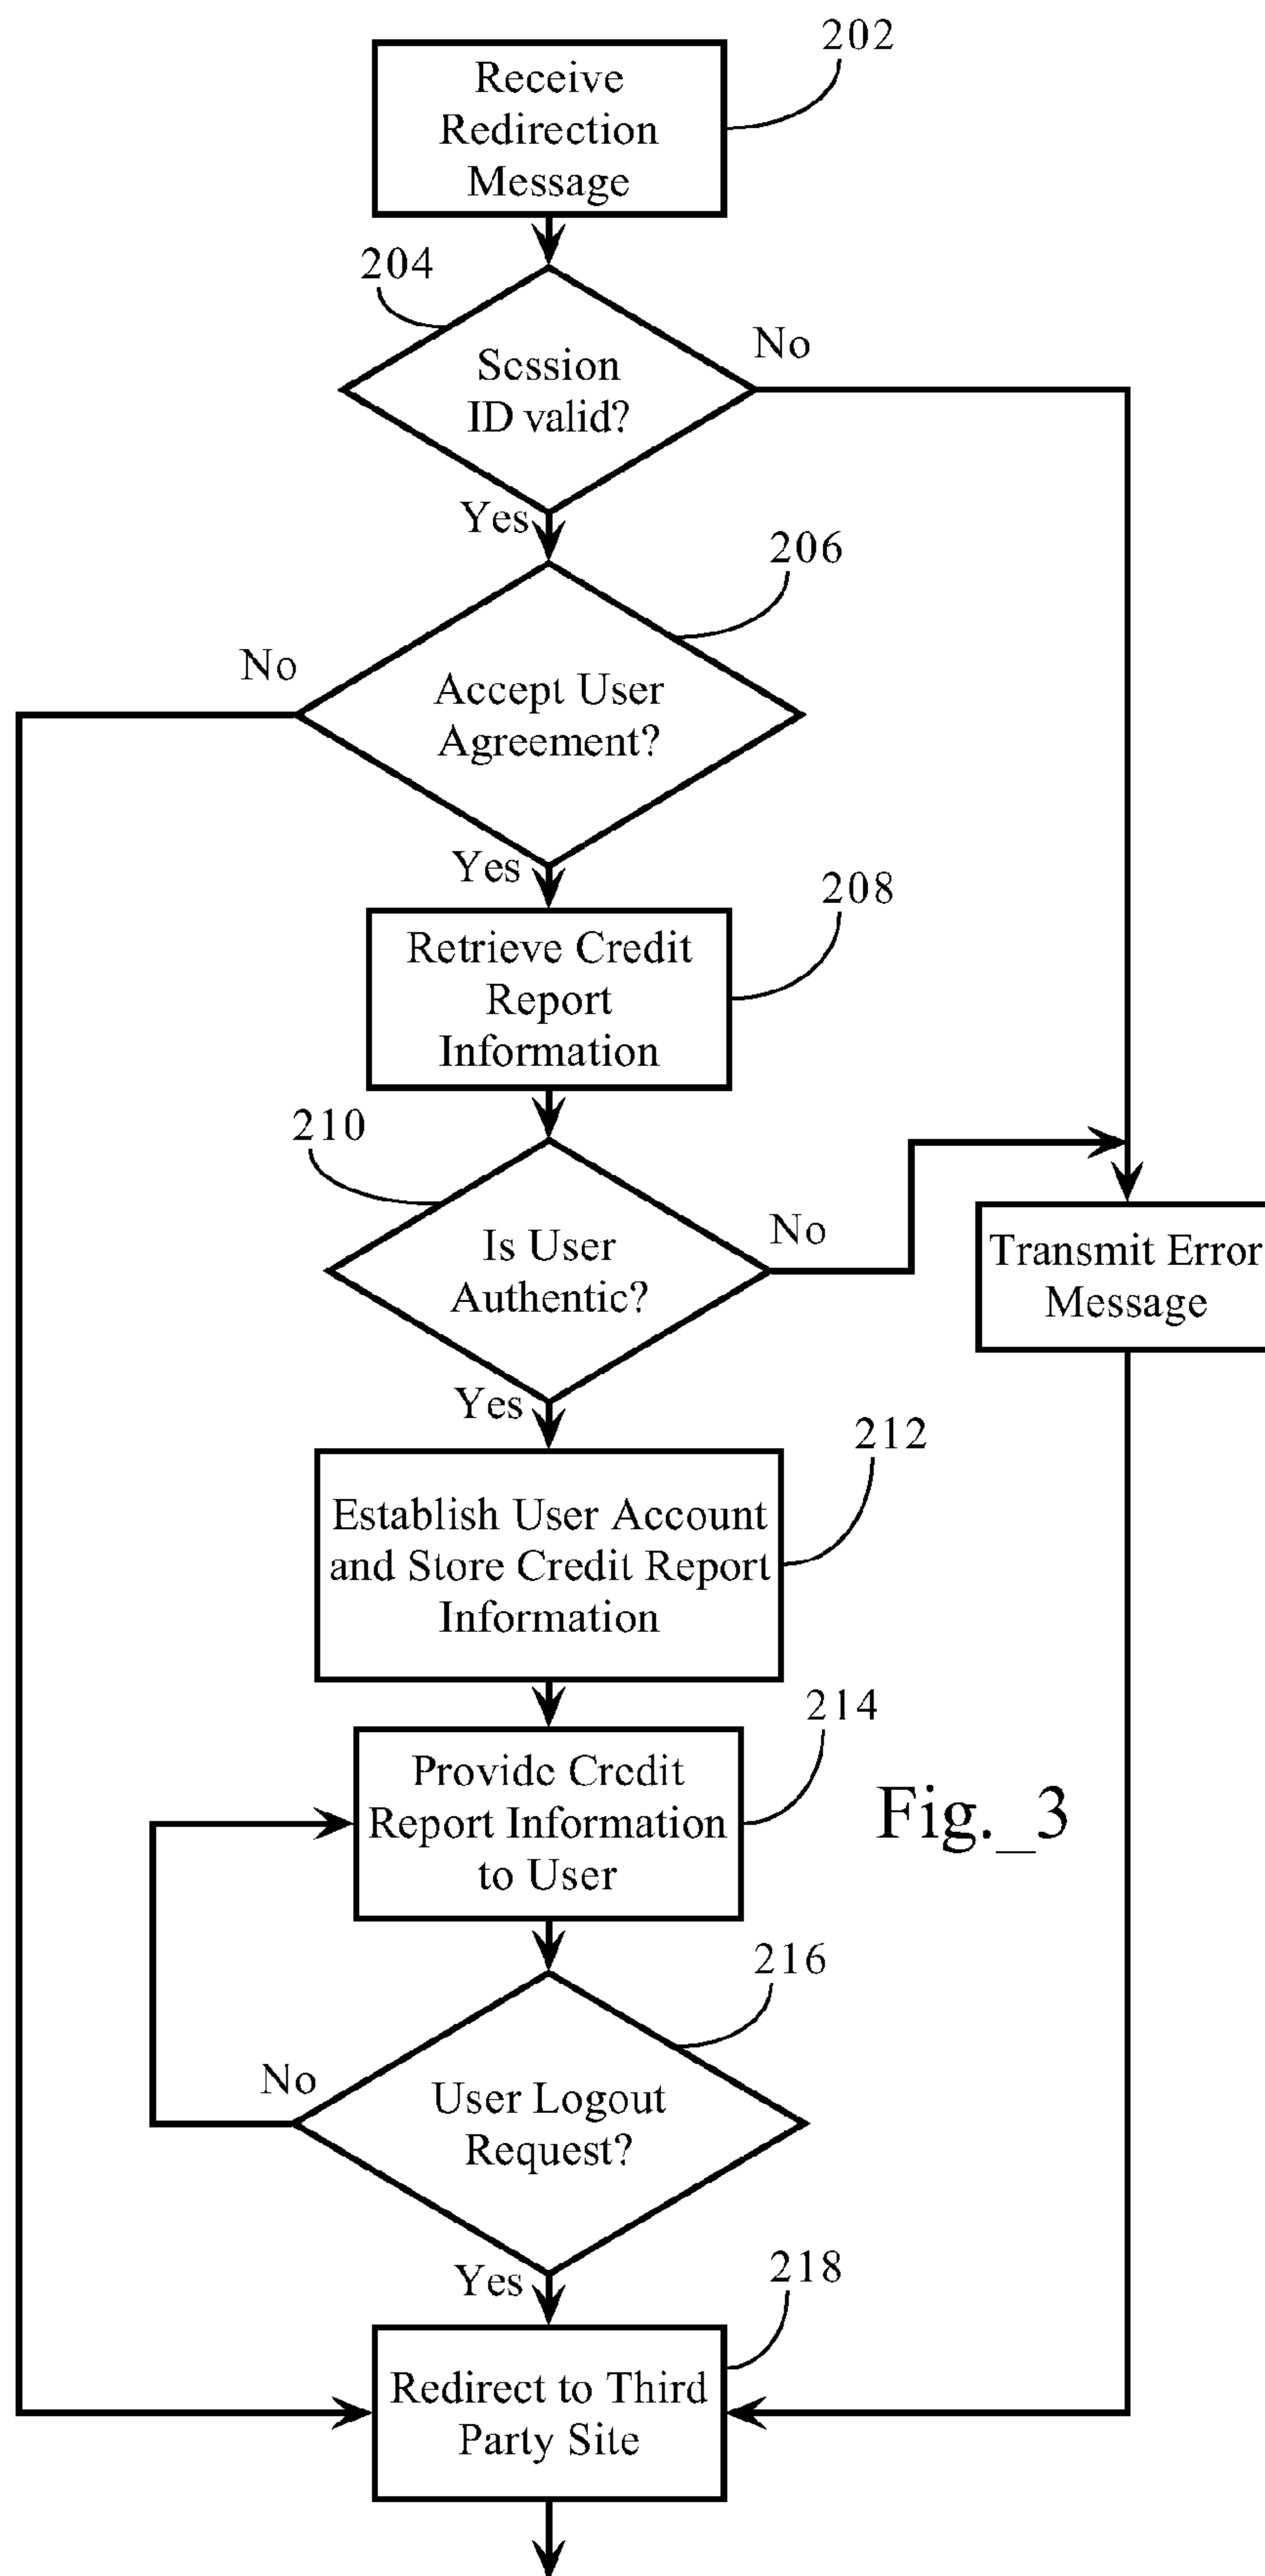 202
Receive
Redirection
Message
204
No
Session
ID valid?
Yes
206
No
Accept User
Agreement?
Yes
208
Retrieve Credit
Report
Information
210
No
Is User
Authentic?
Transmit Error
Message
Yes
212
Establish User Account
and Store Credit Report
Information
214
Provide Credit
Report Information
to User
Fig._3
216
No
User Logout
Request?
Yes
218
Redirect to Third
Party Site